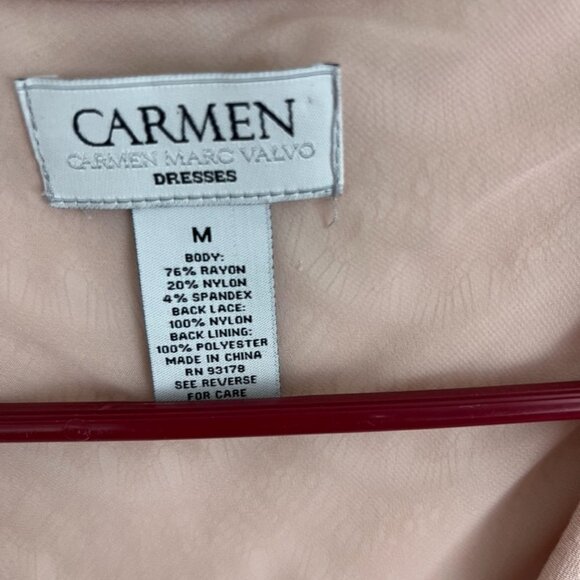 CARMEN
CARMEN MARC VALVO
DRESSES
M
BODY:
76% RAYON
20% NYLON
4% SPANDEX
BACK LACE:
100% NYLON
BACK LINING:
100% POLYESTER
MADE IN CHINA
RN 93178
SEE REVERSE
FOR CARE